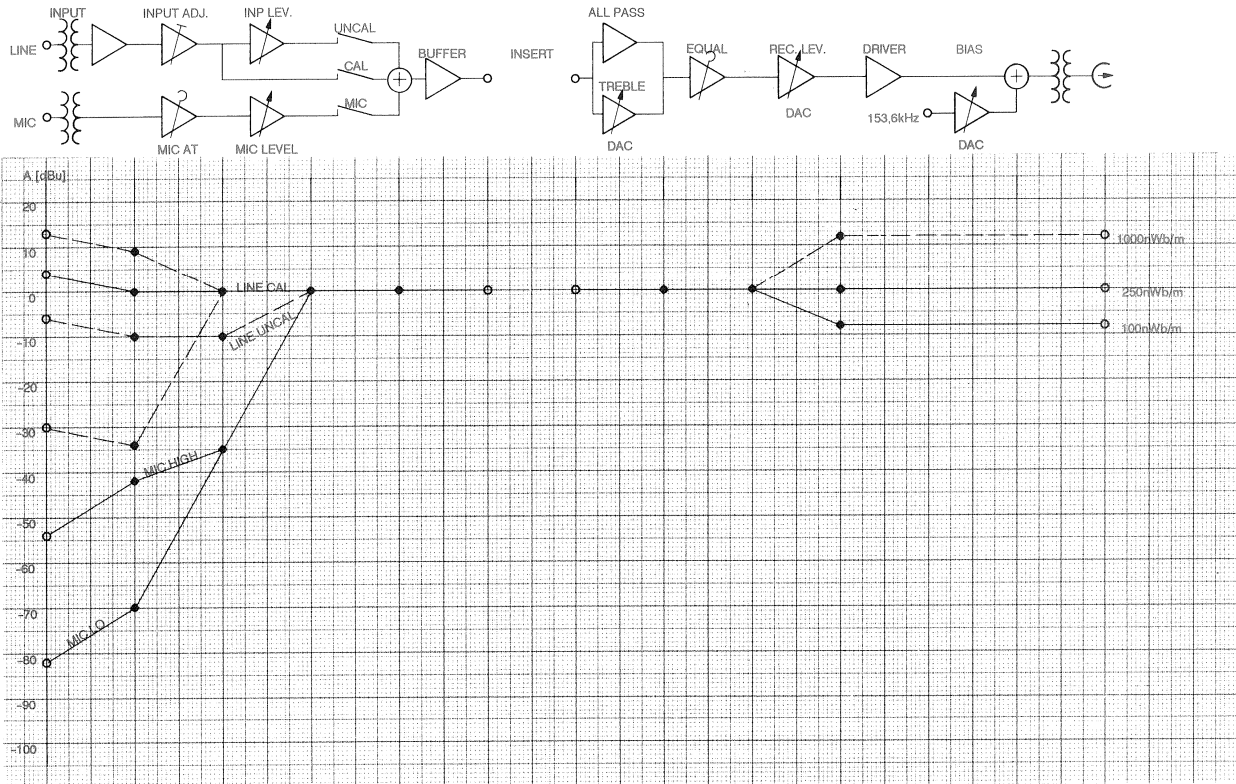 INPUT
INPUT ADJ.
INP LEV.
UNCAL
LINE
CAL
BUFFER
INSERT
MIC
MIC
MIC AT
MIC LEVEL
ALL PASS
EQUAL
REC. LEV.
DRIVER
BIAS
TREBLE
DAC
153,6kHz
DAC
DAC
A [dBu]
20
10
0
-10
-20
-30
-40
-50
-60
-70
-80
-90
-100
LINE CAL
LINE UNCAL
MIC HIGH
MIC LO
1000nWb/m
250nWb/m
100nWb/m